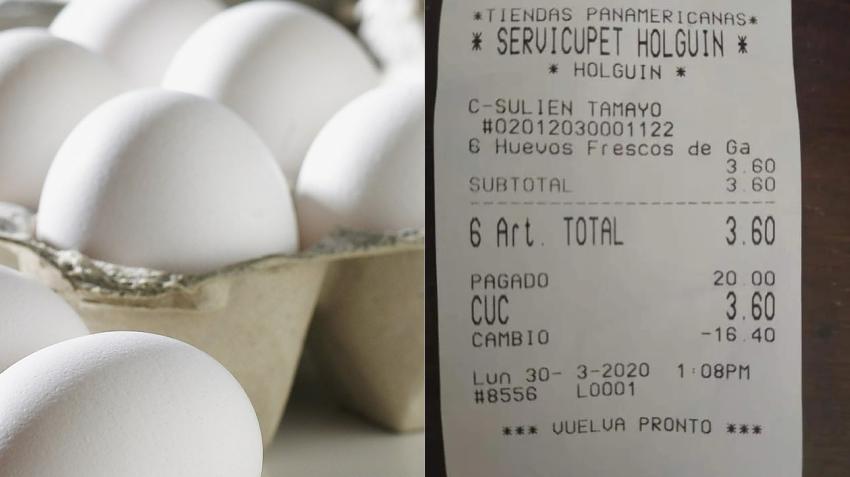 *TIENDAS PANAMERICANAS*
* SERVICUPET HOLGUIN *
* HOLGUIN *
C-SULIEN TAMAYO
#02012030001122
6 Huevos Frescos de Ga
3.60
SUBTOTAL 3.60
6 Art. TOTAL 3.60
PAGADO 20.00
CUC 3.60
CAMBIO -16.40
Lun 30- 3-2020 1:08PM
#8556 L0001
*** VUELVA PRONTO ***